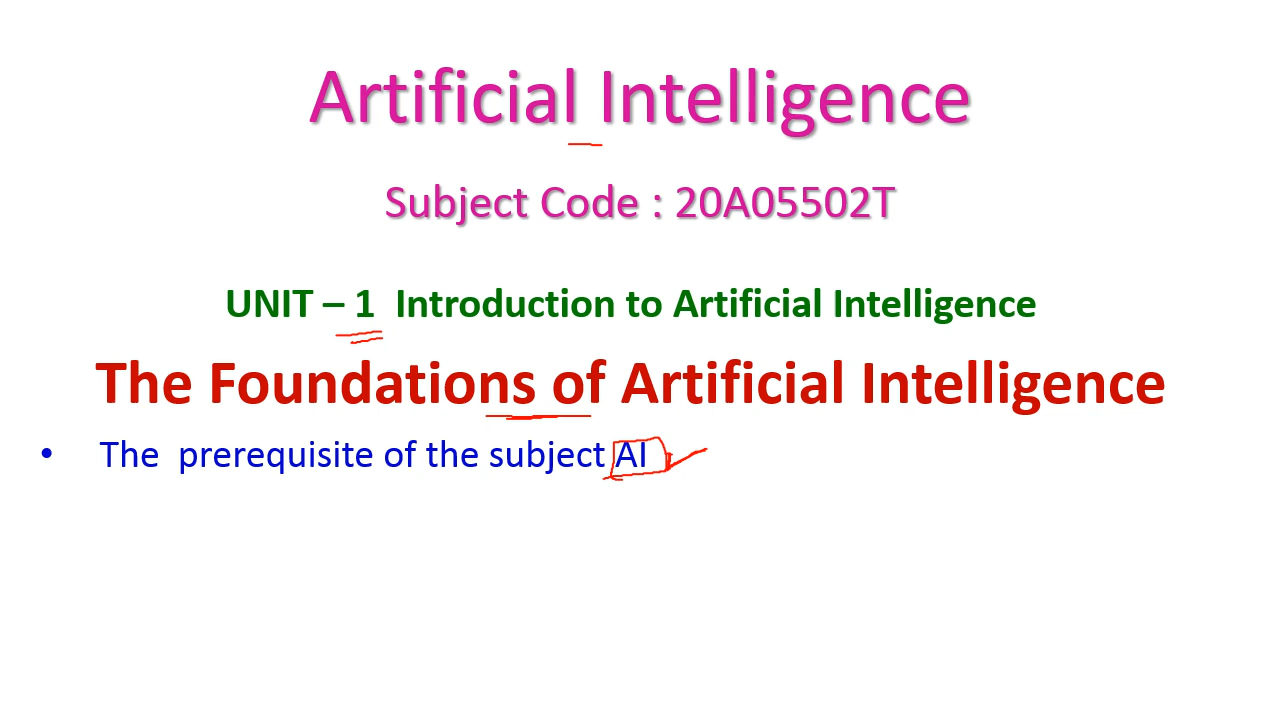 Artificial Intelligence
Subject Code : 20A05502T
UNIT – 1 Introduction to Artificial Intelligence
The Foundations of Artificial Intelligence
• The prerequisite of the subject AI